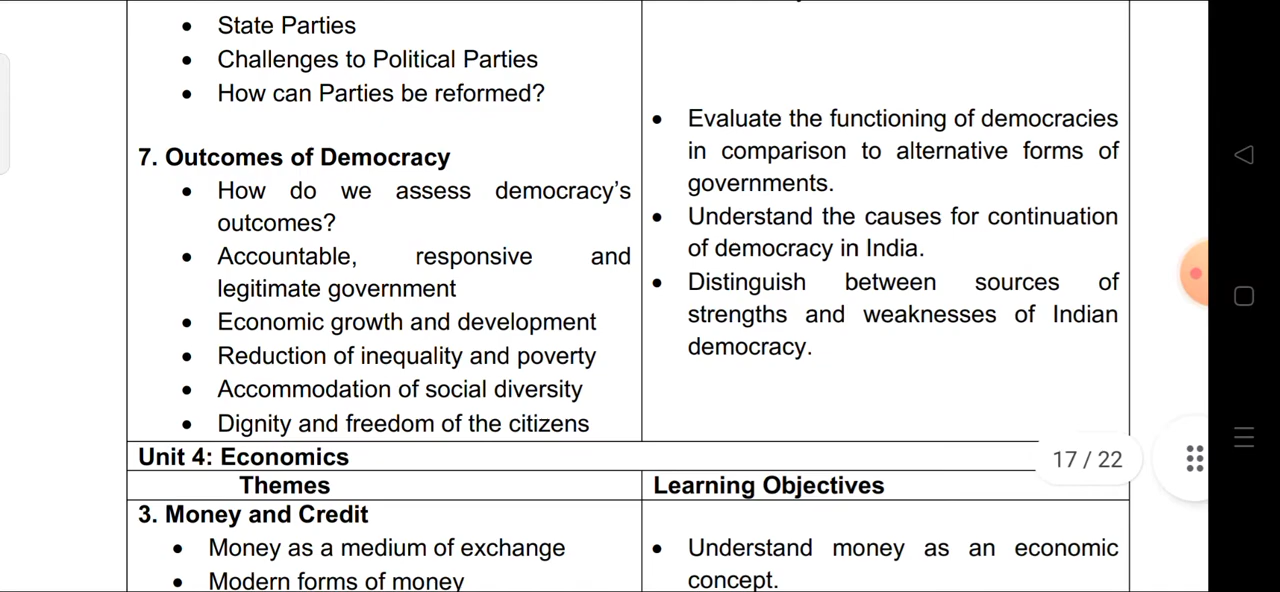 • State Parties
• Challenges to Political Parties
• How can Parties be reformed?
7. Outcomes of Democracy
• How do we assess democracy’s
outcomes?
• Accountable, responsive and
legitimate government
• Economic growth and development
• Reduction of inequality and poverty
• Accommodation of social diversity
• Dignity and freedom of the citizens
• Evaluate the functioning of democracies
in comparison to alternative forms of
governments.
• Understand the causes for continuation
of democracy in India.
• Distinguish between sources of
strengths and weaknesses of Indian
democracy.
Unit 4: Economics
17 / 22
Themes
Learning Objectives
3. Money and Credit
• Money as a medium of exchange
• Modern forms of money
• Understand money as an economic
concept.